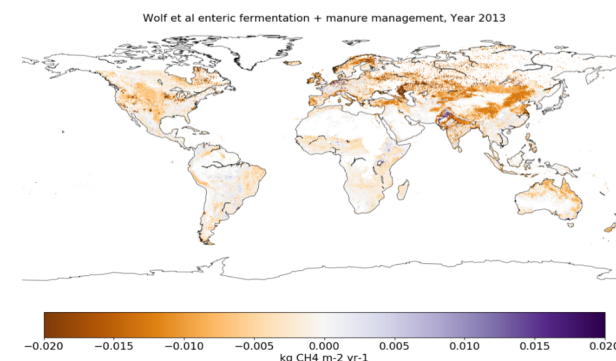 Wolf et al enteric fermentation + manure management, Year 2013
−0.020 −0.015 −0.010 −0.005 0.000 0.005 0.010 0.015 0.020
kg CH4 m-2 yr-1